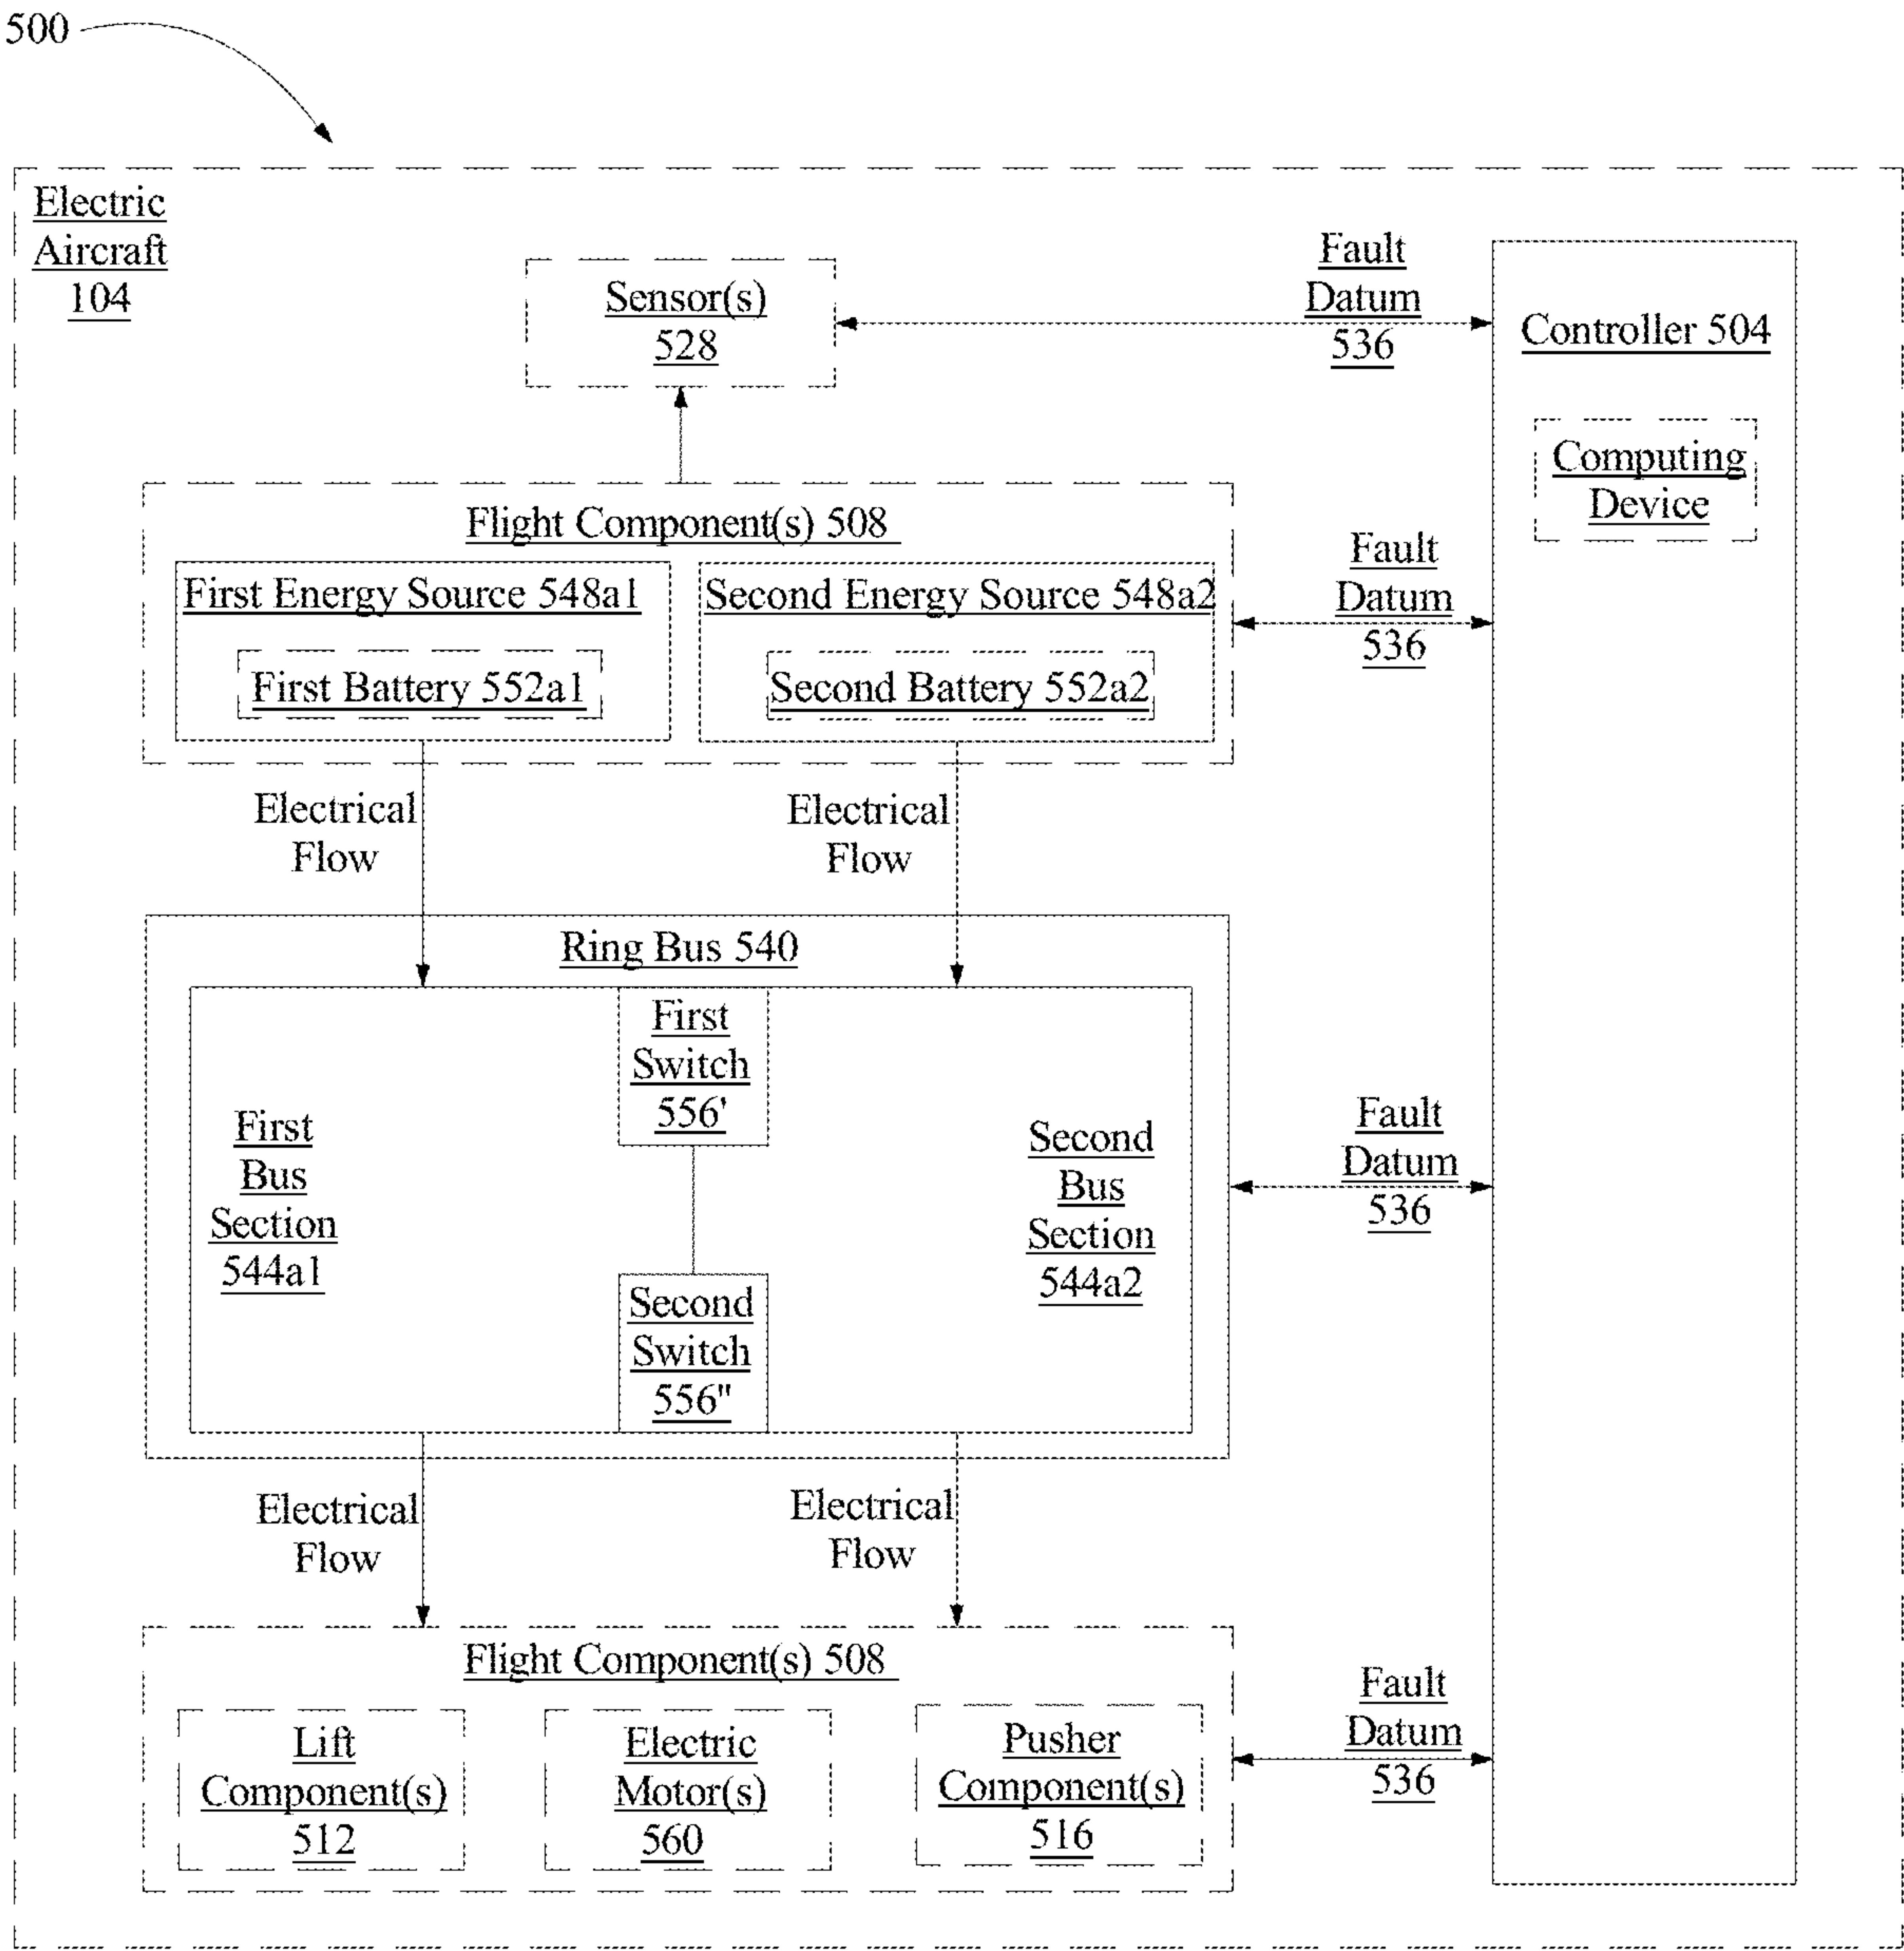 500
Electric
Aircraft
104
Sensor(s)
528
Fault
Datum
536
Controller 504
Computing
Device
Flight Component(s) 508
First Energy Source 548a1
Second Energy Source 548a2
First Battery 552a1
Second Battery 552a2
Fault
Datum
536
Electrical
Flow
Electrical
Flow
Ring Bus 540
First
Switch
556'
First
Bus
Section
544a1
Second
Bus
Section
544a2
Second
Switch
556"
Fault
Datum
536
Electrical
Flow
Electrical
Flow
Flight Component(s) 508
Lift
Component(s)
512
Electric
Motor(s)
560
Pusher
Component(s)
516
Fault
Datum
536